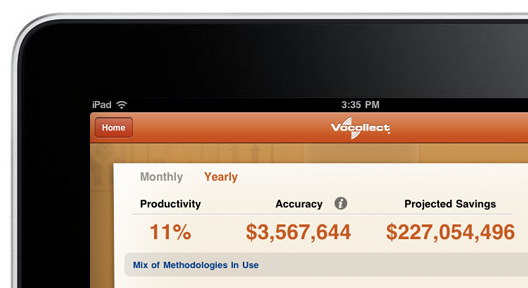 iPad 3:35 PM
Home Vocollect
Monthly Yearly
Productivity Accuracy i Projected Savings
11% $3,567,644 $227,054,496
Mix of Methodologies In Use